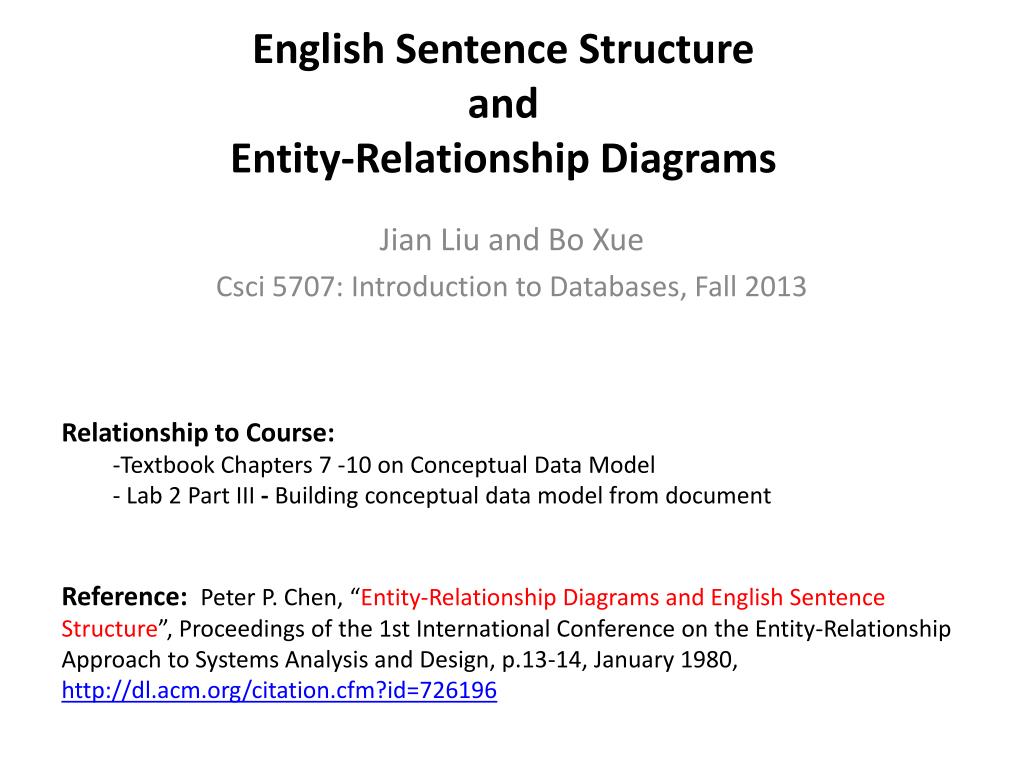 English Sentence Structure
and
Entity-Relationship Diagrams
Jian Liu and Bo Xue
Csci 5707: Introduction to Databases, Fall 2013
Relationship to Course:
-Textbook Chapters 7 -10 on Conceptual Data Model
- Lab 2 Part III - Building conceptual data model from document
Reference: Peter P. Chen, “Entity-Relationship Diagrams and English Sentence
Structure”, Proceedings of the 1st International Conference on the Entity-Relationship
Approach to Systems Analysis and Design, p.13-14, January 1980,
http://dl.acm.org/citation.cfm?id=726196